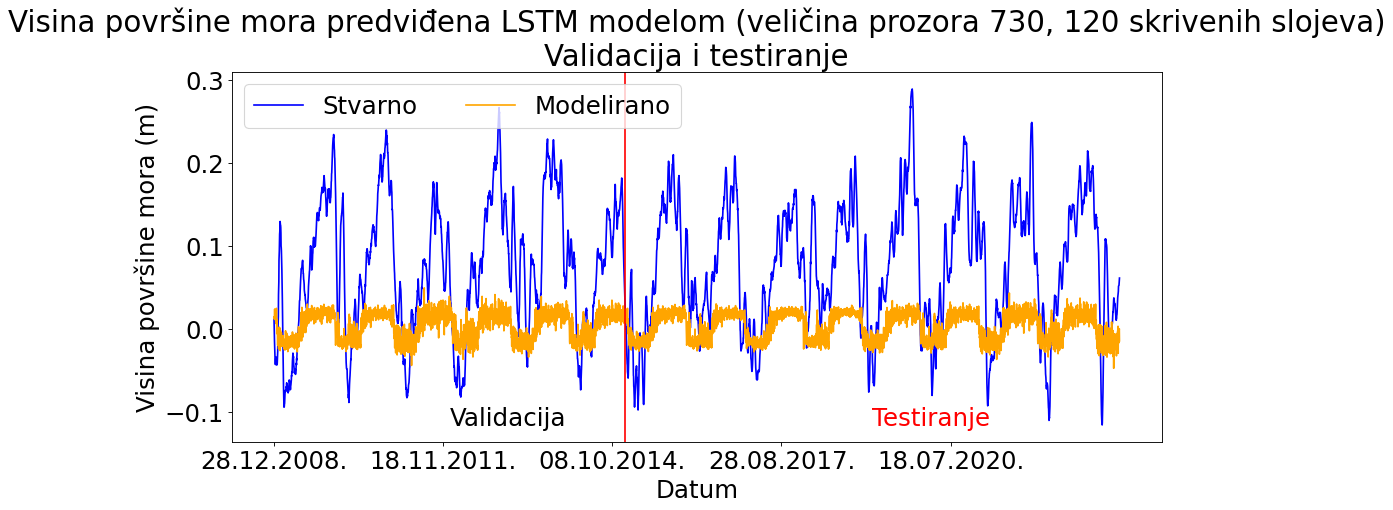 Visina površine mora predviđena LSTM modelom (veličina prozora 730, 120 skrivenih slojeva)
Validacija i testiranje
Stvarno Modelirano
Visina površine mora (m)
0.3
0.2
0.1
0.0
−0.1
Validacija Testiranje
28.12.2008. 18.11.2011. 08.10.2014. 28.08.2017. 18.07.2020.
Datum